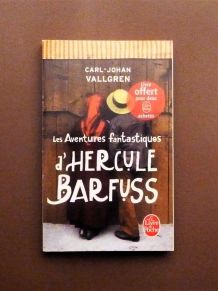 CARL-JOHAN
VALLGREN
Livre
offert
pour deux
achetés
Les Aventures fantastiques
d'HERCULE
BARFUSS
Le Livre
de Poche